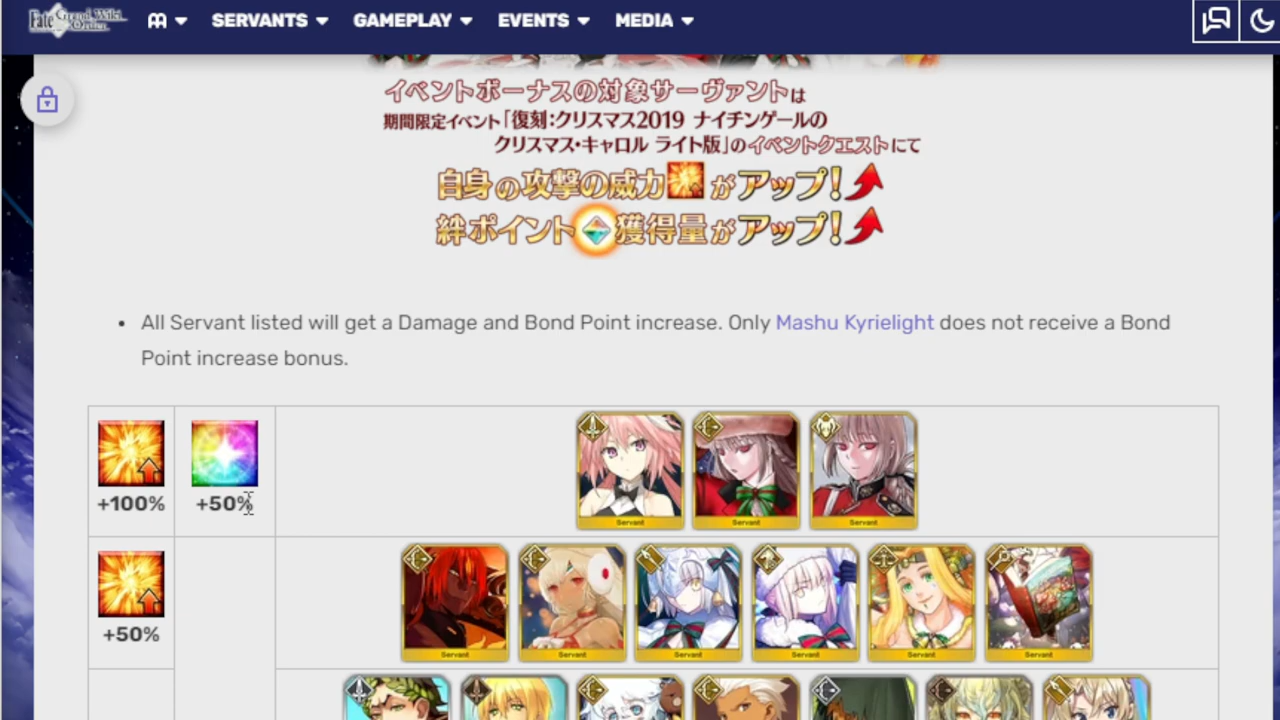 Fate Grand Wiki Order
SERVANTS GAMEPLAY EVENTS MEDIA
イベントボーナスの対象サーヴァントは
期間限定イベント「復刻:クリスマス2019 ナイチンゲールの
クリスマス・キャロル ライト版」のイベントクエストにて
自身の攻撃の威力がアップ!
絆ポイント獲得量がアップ!
• All Servant listed will get a Damage and Bond Point increase. Only Mashu Kyrielight does not receive a Bond
Point increase bonus.
+100% +50%
Servant Servant Servant
+50%
Servant Servant Servant Servant Servant Servant